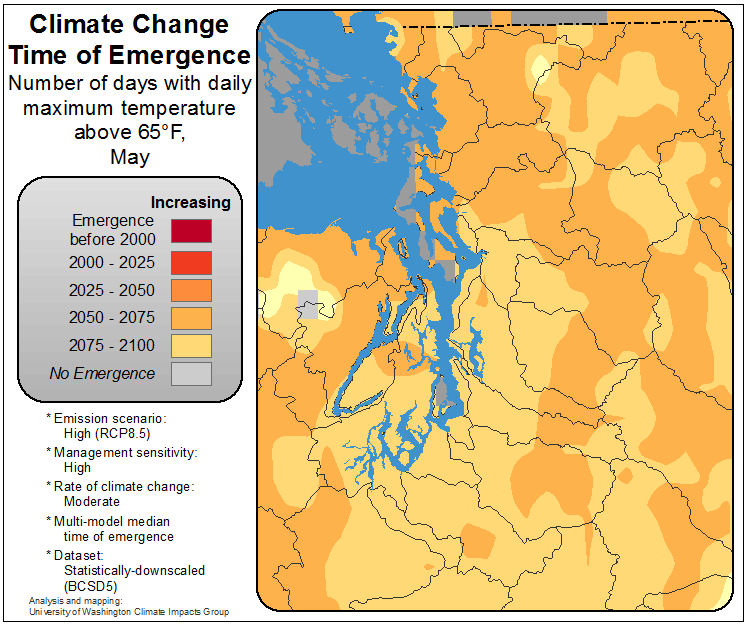 Climate Change
Time of Emergence
Number of days with daily
maximum temperature
above 65°F,
May
Increasing
Emergence
before 2000
2000 - 2025
2025 - 2050
2050 - 2075
2075 - 2100
No Emergence
* Emission scenario:
High (RCP8.5)
* Management sensitivity:
High
* Rate of climate change:
Moderate
* Multi-model median
time of emergence
* Dataset:
Statistically-downscaled
(BCSD5)
Analysis and mapping:
University of Washington Climate Impacts Group